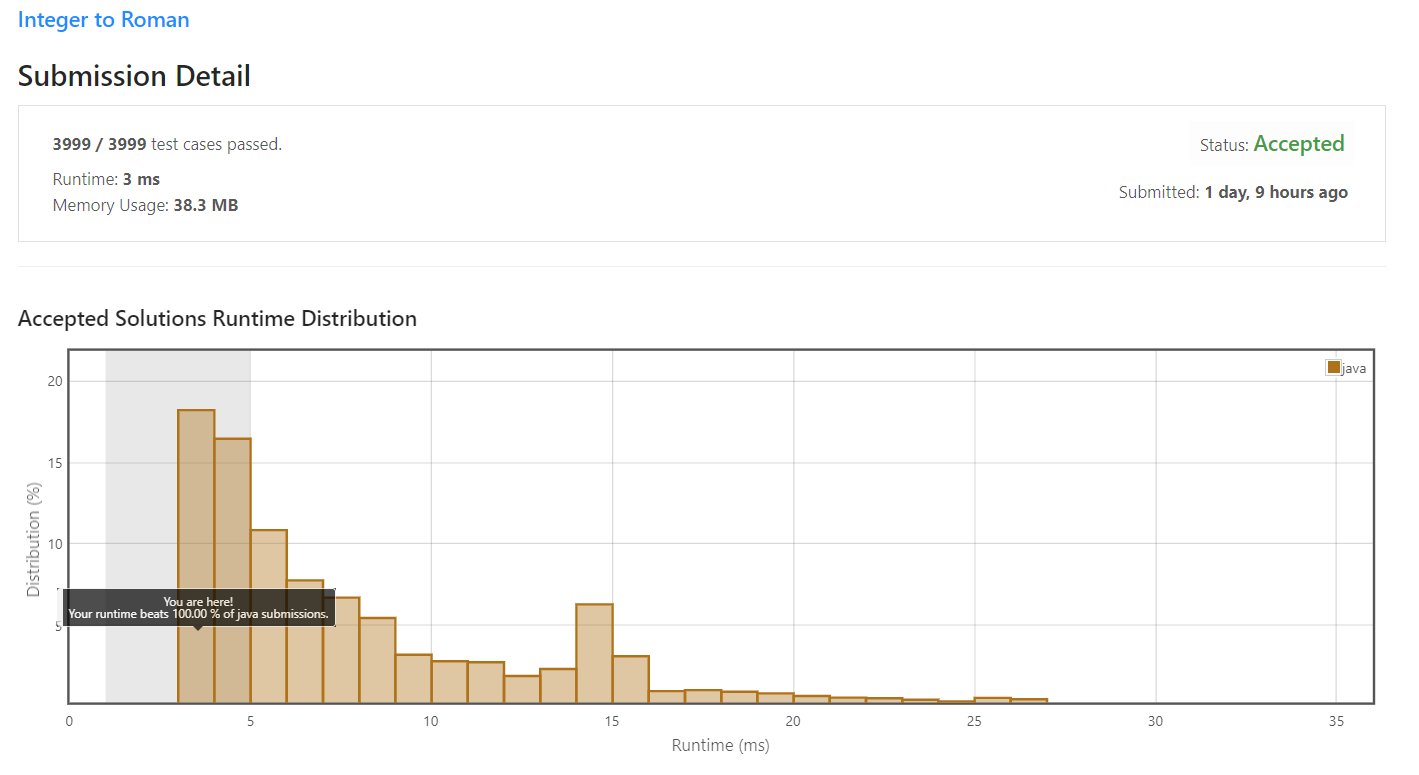 Integer to Roman
Submission Detail
3999 / 3999 test cases passed.
Status: Accepted
Runtime: 3 ms
Submitted: 1 day, 9 hours ago
Memory Usage: 38.3 MB
Accepted Solutions Runtime Distribution
java
20
15
10
5
Distribution (%)
You are here!
Your runtime beats 100.00 % of java submissions.
0 5 10 15 20 25 30 35
Runtime (ms)